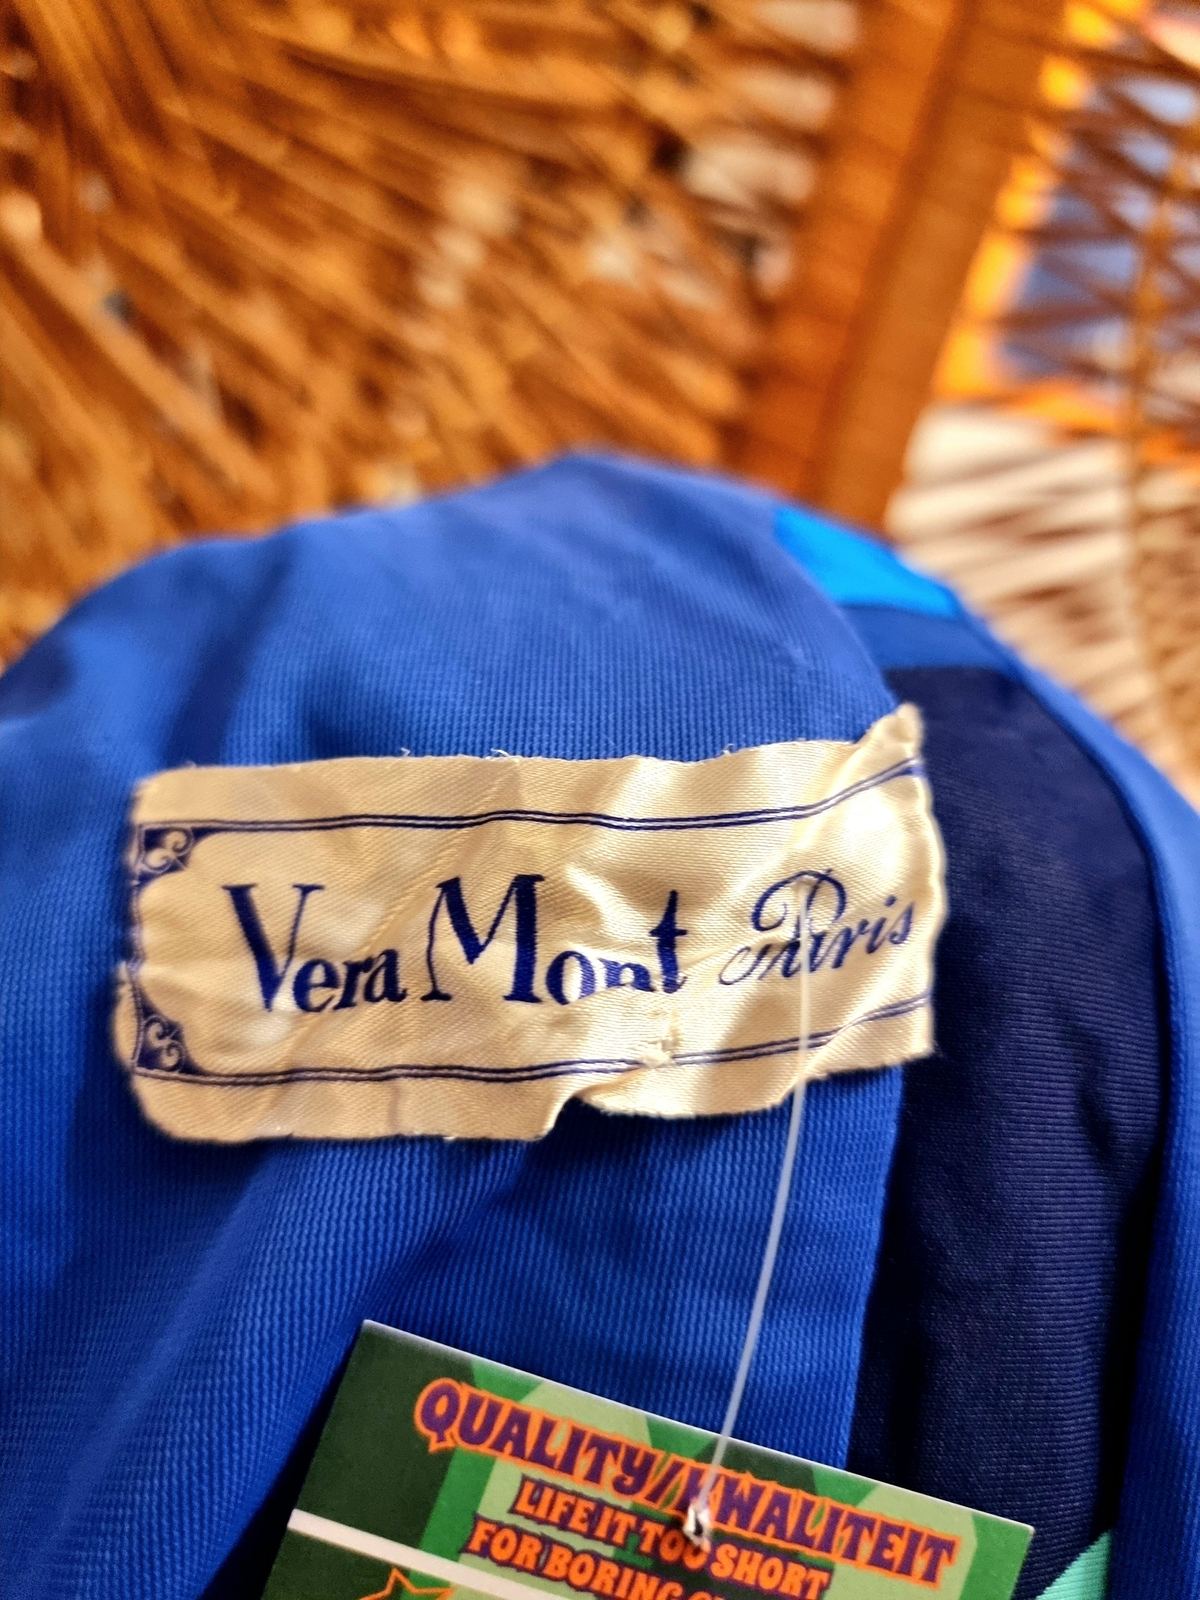 Vera Mont Paris
QUALITY/KWALITEIT
LIFE IT TOO SHORT
FOR BORING